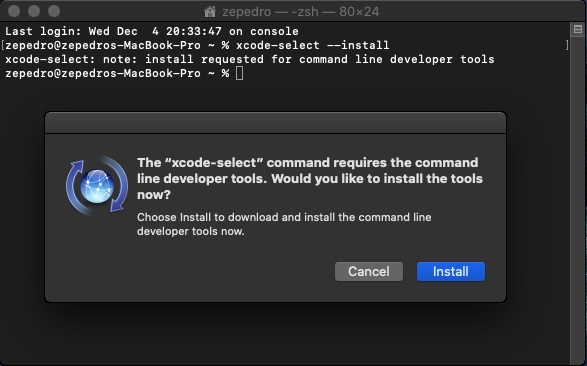 zepedro — -zsh — 80×24
Last login: Wed Dec  4 20:33:47 on console
[zepedro@zepedros-MacBook-Pro ~ % xcode-select --install ]
xcode-select: note: install requested for command line developer tools
zepedro@zepedros-MacBook-Pro ~ %
The “xcode-select” command requires the command
line developer tools. Would you like to install the tools
now?
Choose Install to download and install the command line
developer tools now.
Cancel Install